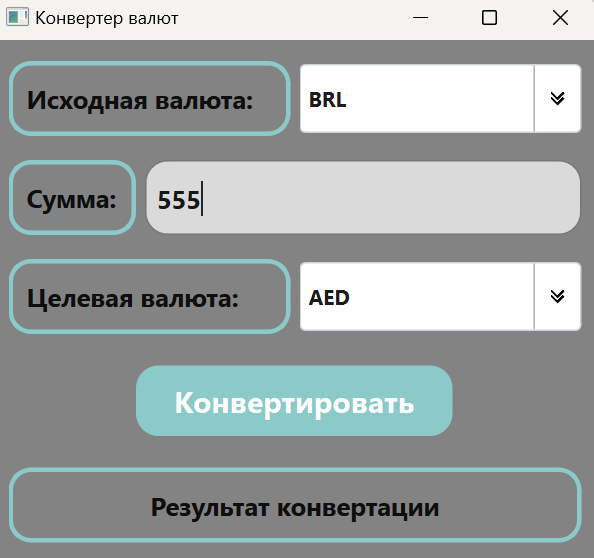 Конвертер валют
Исходная валюта: BRL
Сумма: 555
Целевая валюта: AED
Конвертировать
Результат конвертации